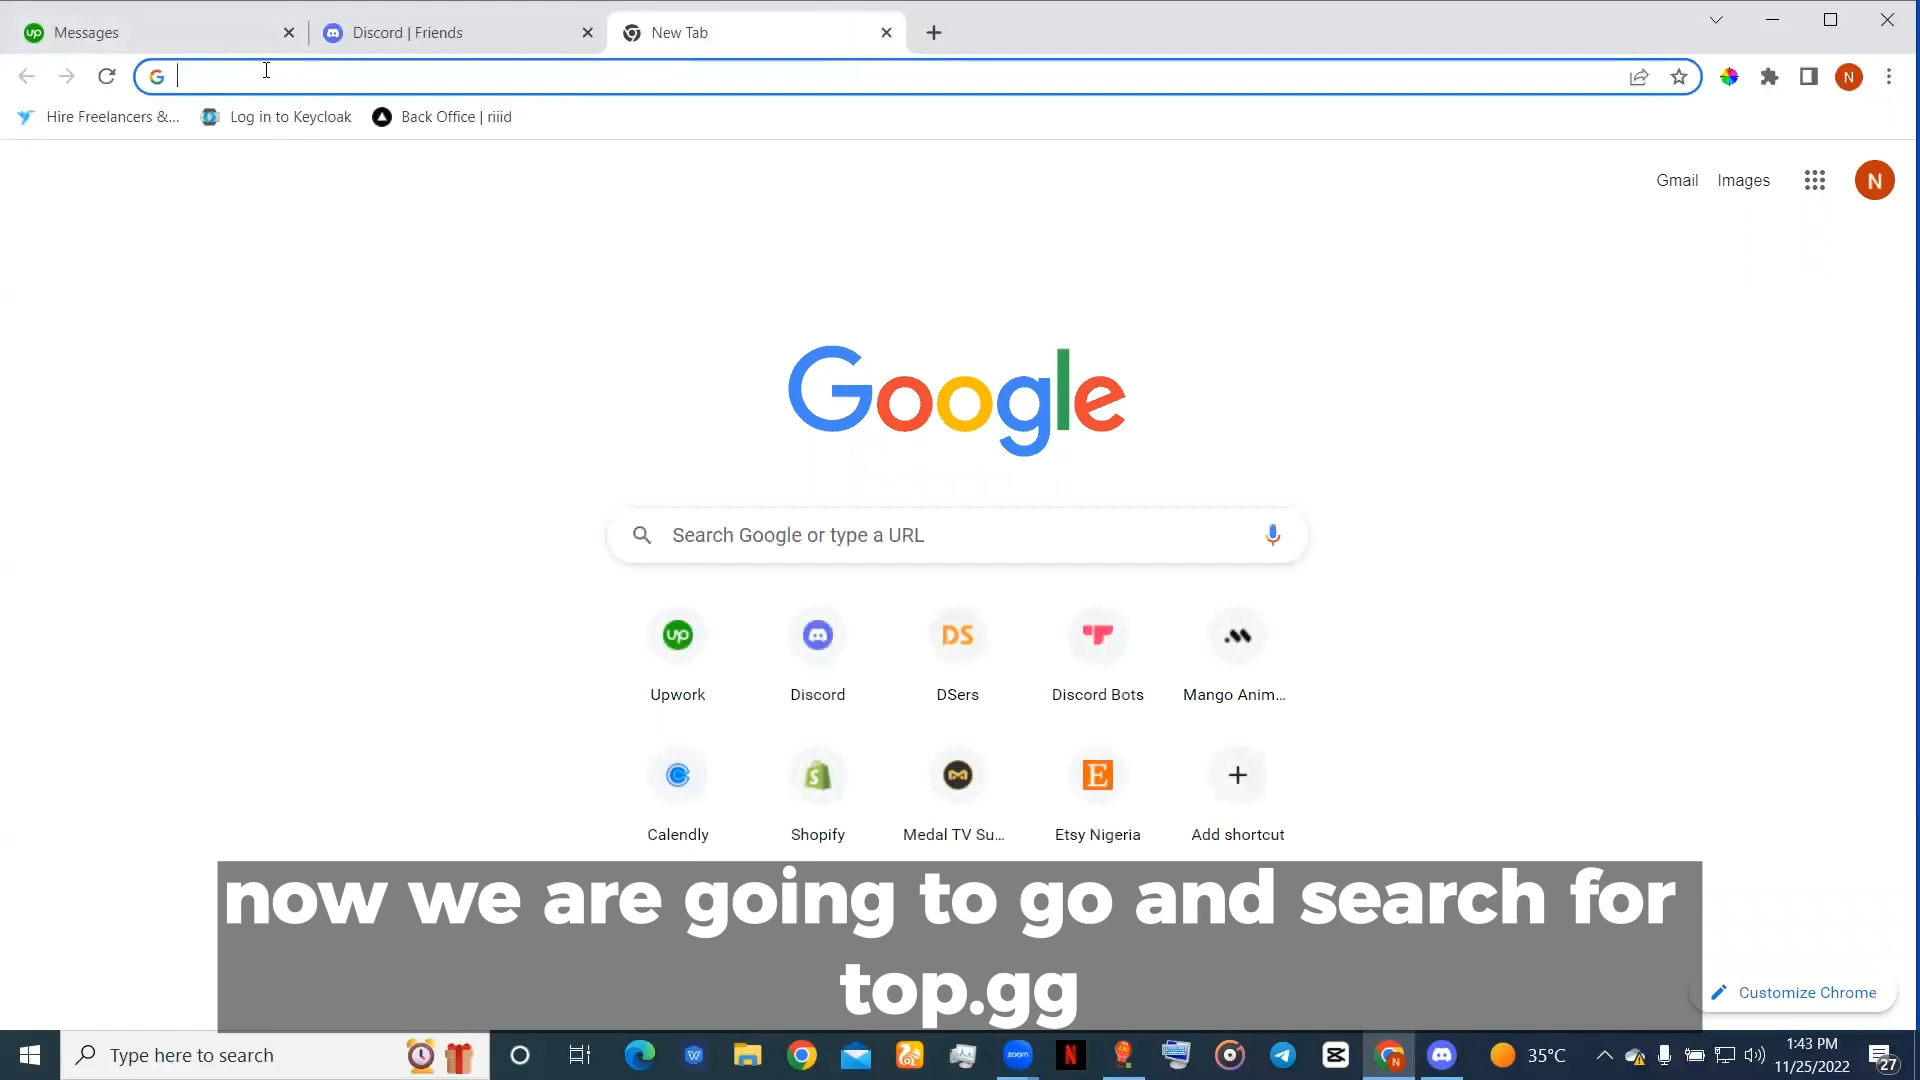 Messages
Discord | Friends
New Tab
Hire Freelancers &...
Log in to Keycloak
Back Office | riiid
N
Gmail
Images
N
Google
Search Google or type a URL
up
DS
Upwork
Discord
DSers
Discord Bots
Mango Anim...
Calendly
Shopify
Medal TV Su...
Etsy Nigeria
Add shortcut
now we are going to go and search for
top.gg
Customize Chrome
Type here to search
zoom
N
35°C
1:43 PM
11/25/2022
27